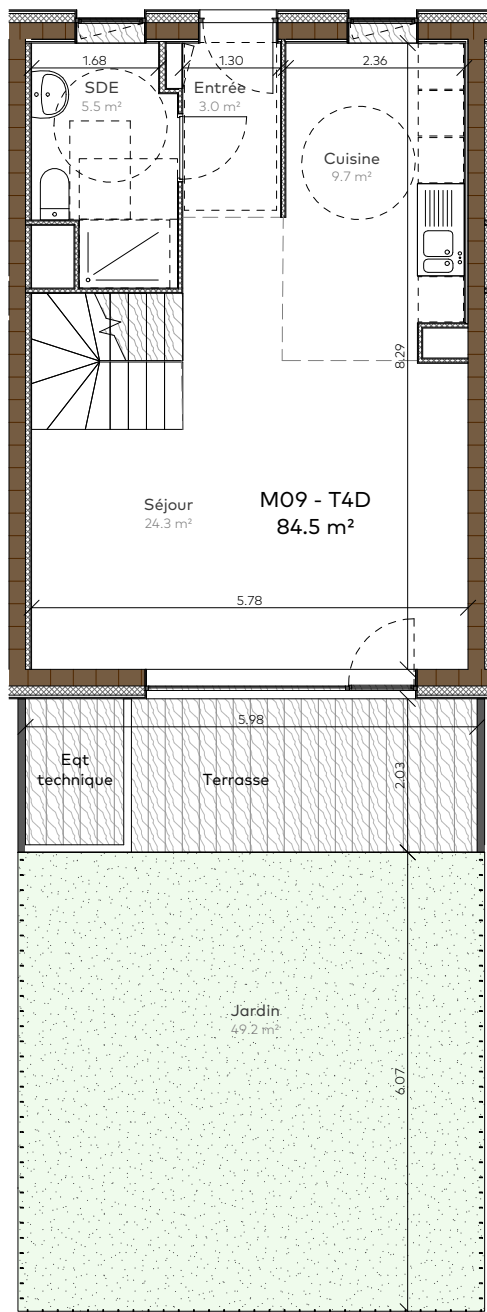 1.68
1.30
2.36
SDE
5.5 m²
Entrée
3.0 m²
Cuisine
9.7 m²
8.29
Séjour
24.3 m²
M09 - T4D
84.5 m²
5.78
5.98
Eqt
technique
Terrasse
2.03
Jardin
49.2 m²
6.07